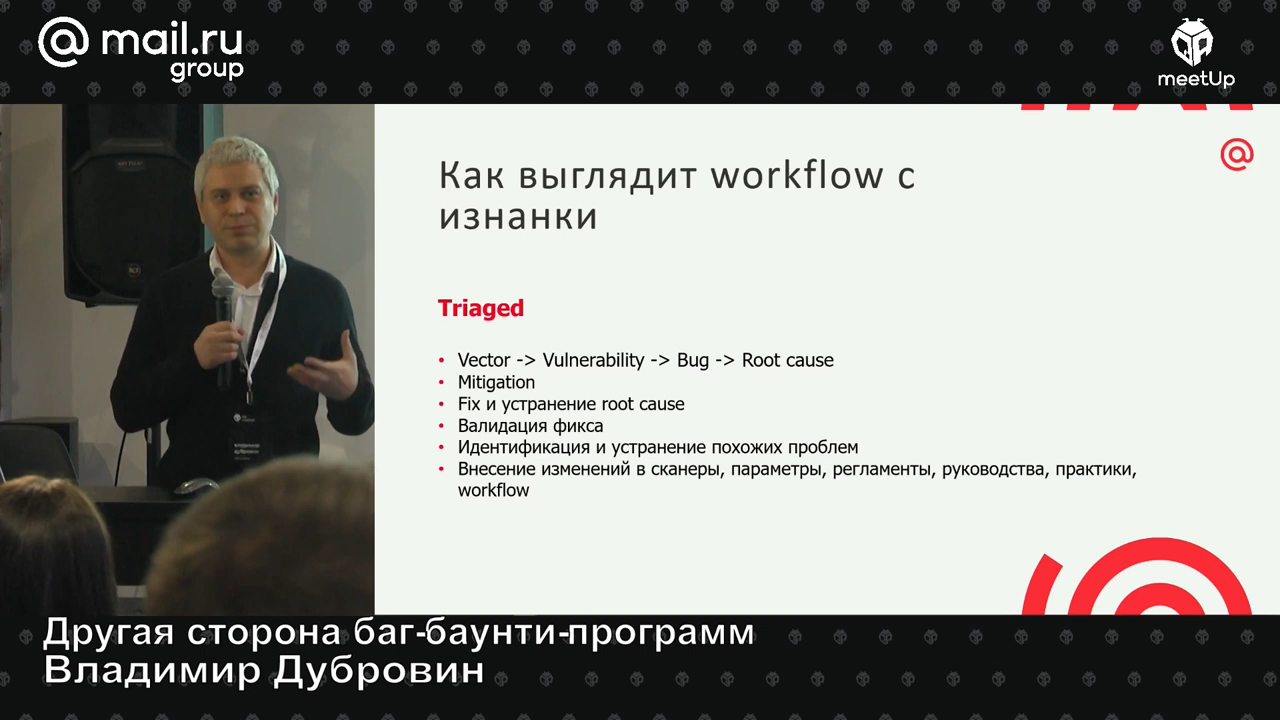 @mail.ru
group
meetUp
@
Как выглядит workflow с
изнанки
Triaged
• Vector -> Vulnerability -> Bug -> Root cause
• Mitigation
• Fix и устранение root cause
• Валидация фикса
• Идентификация и устранение похожих проблем
• Внесение изменений в сканеры, параметры, регламенты, руководства, практики,
workflow
Другая сторона баг-баунти-программ
Владимир Дубровин